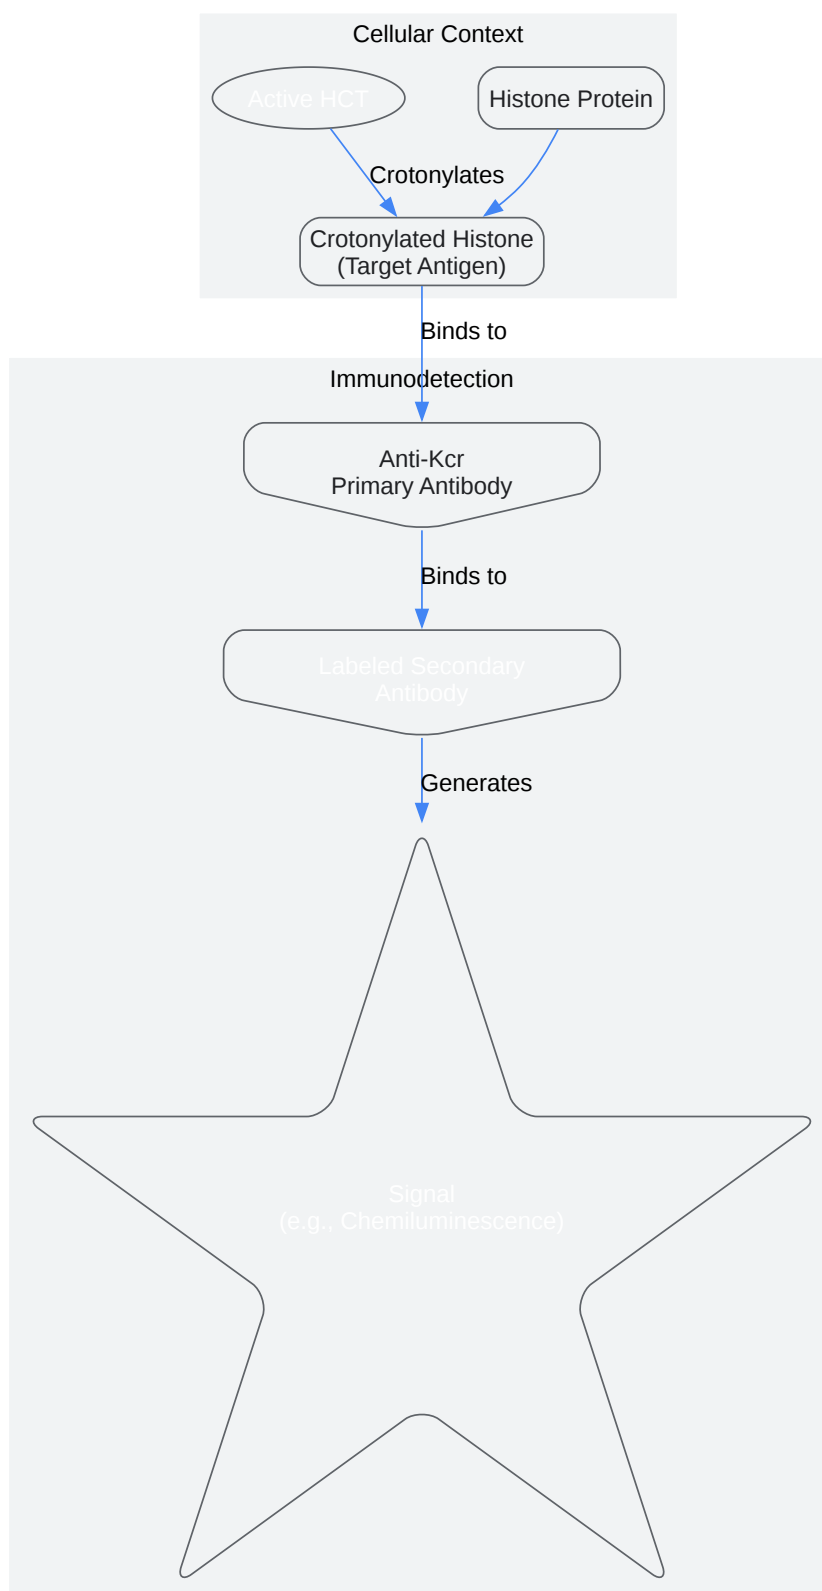 Cellular Context
Active HCT
Histone Protein
Crotonylates
Crotonylated Histone
(Target Antigen)
Binds to
Immunodetection
Anti-Kcr
Primary Antibody
Binds to
Labeled Secondary
Antibody
Generates
Signal
(e.g., Chemiluminescence)